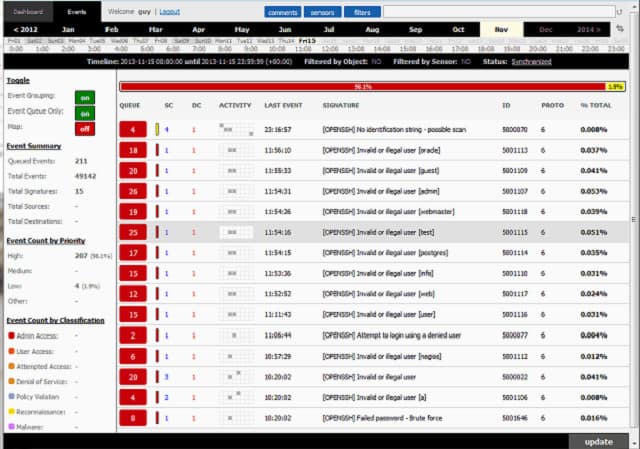 Dashboard Events Welcome guy | Logout comments sensors filters
< 2012 Jan Feb Mar Apr May Jun Jul Aug Sep Oct Nov Dec 2014 >
Fri01 Sat02 Sun03 Mon04 Tue05 Wed06 Thu07 Fri08 Sat09 Sun10 Mon11 Tue12 Wed13 Thu14 Fri15
0:00 1:00 2:00 3:00 4:00 5:00 6:00 7:00 8:00 9:00 10:00 11:00 12:00 13:00 14:00 15:00 16:00 17:00 18:00 19:00 20:00 21:00 22:00 23:00
Timeline: 2013-11-15 00:00:00 until 2013-11-15 23:59:59 (+00:00) Filtered by Object: NO Filtered by Sensor: NO Status: Synchronized
Toggle
Event Grouping: on
Event Queue Only: on
Map: off
Event Summary
Queued Events: 211
Total Events: 49142
Total Signatures: 15
Total Sources: -
Total Destinations: -
Event Count by Priority
High: 207 (98.1%)
Medium: -
Low: 4 (1.9%)
Other: -
Event Count by Classification
Admin Access: -
User Access: -
Attempted Access: -
Denial of Service: -
Policy Violation -
Reconnaissance: -
Malware: -
98.1% 1.9%
QUEUE SC DC ACTIVITY LAST EVENT SIGNATURE ID PROTO % TOTAL
4 4 1 23:16:57 [OPENSSH] No identification string - possible scan 5000070 6 0.008%
18 1 1 11:56:10 [OPENSSH] Invalid or illegal user [oracle] 5001113 6 0.037%
20 1 1 11:55:33 [OPENSSH] Invalid or illegal user [guest] 5001109 6 0.041%
26 1 1 11:54:31 [OPENSSH] Invalid or illegal user [admin] 5001107 6 0.053%
19 1 1 11:54:26 [OPENSSH] Invalid or illegal user [webmaster] 5001118 6 0.039%
25 1 1 11:54:16 [OPENSSH] Invalid or illegal user [test] 5001115 6 0.051%
17 1 1 11:54:15 [OPENSSH] Invalid or illegal user [postgres] 5001114 6 0.035%
15 1 1 11:53:36 [OPENSSH] Invalid or illegal user [info] 5001110 6 0.031%
12 1 1 11:52:52 [OPENSSH] Invalid or illegal user [web] 5001117 6 0.024%
15 1 1 11:11:43 [OPENSSH] Invalid or illegal user [user] 5001116 6 0.031%
2 1 1 11:06:44 [OPENSSH] Attempt to login using a denied user 5000077 6 0.004%
6 1 1 10:57:29 [OPENSSH] Invalid or illegal user [nagios] 5001112 6 0.012%
20 3 1 10:20:02 [OPENSSH] Invalid or illegal user 5000022 6 0.041%
4 2 1 10:20:02 [OPENSSH] Invalid or illegal user [a] 5001106 6 0.008%
8 1 1 10:20:02 [OPENSSH] Failed password - Brute force 5001646 6 0.016%
update